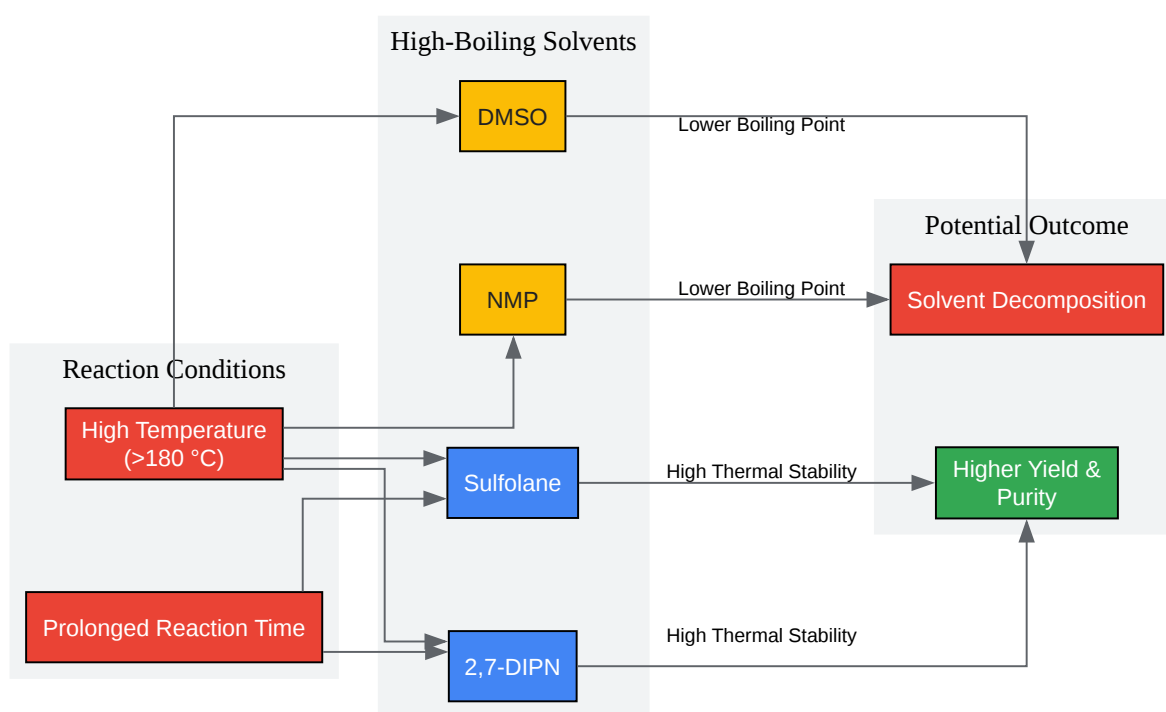 High-Boiling Solvents
DMSO
Lower Boiling Point
Potential Outcome
NMP
Lower Boiling Point
Solvent Decomposition
Reaction Conditions
High Temperature
(>180 °C)
Sulfolane
High Thermal Stability
Higher Yield &
Purity
Prolonged Reaction Time
2,7-DIPN
High Thermal Stability